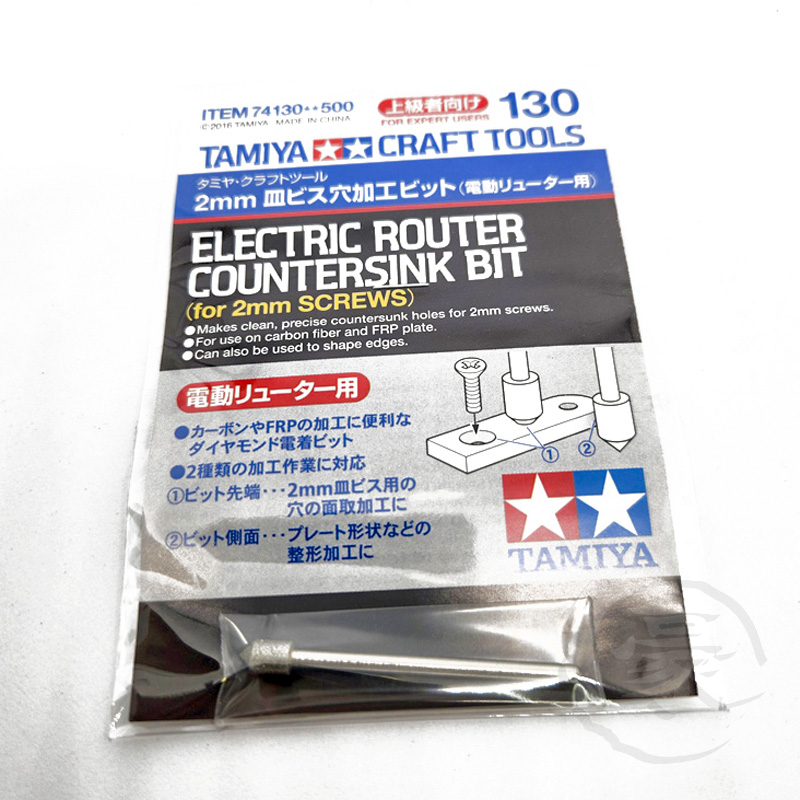 ITEM 74130**500
上級者向け
130
© 2016 TAMIYA MADE IN CHINA
FOR EXPERT USERS
TAMIYA CRAFT TOOLS
タミヤ・クラフトツール
2mm 皿ビス穴加工ビット(電動リューター用)
ELECTRIC ROUTER
COUNTERSINK BIT
(for 2mm SCREWS)
●Makes clean, precise countersunk holes for 2mm screws.
●For use on carbon fiber and FRP plate.
●Can also be used to shape edges.
電動リューター用
●カーボンやFRPの加工に便利な
ダイヤモンド電着ビット
●2種類の加工作業に対応
①ビット先端・・・2mm皿ビス用の
穴の面取加工に
②ビット側面・・・プレート形状などの
整形加工に
① ②
TAMIYA